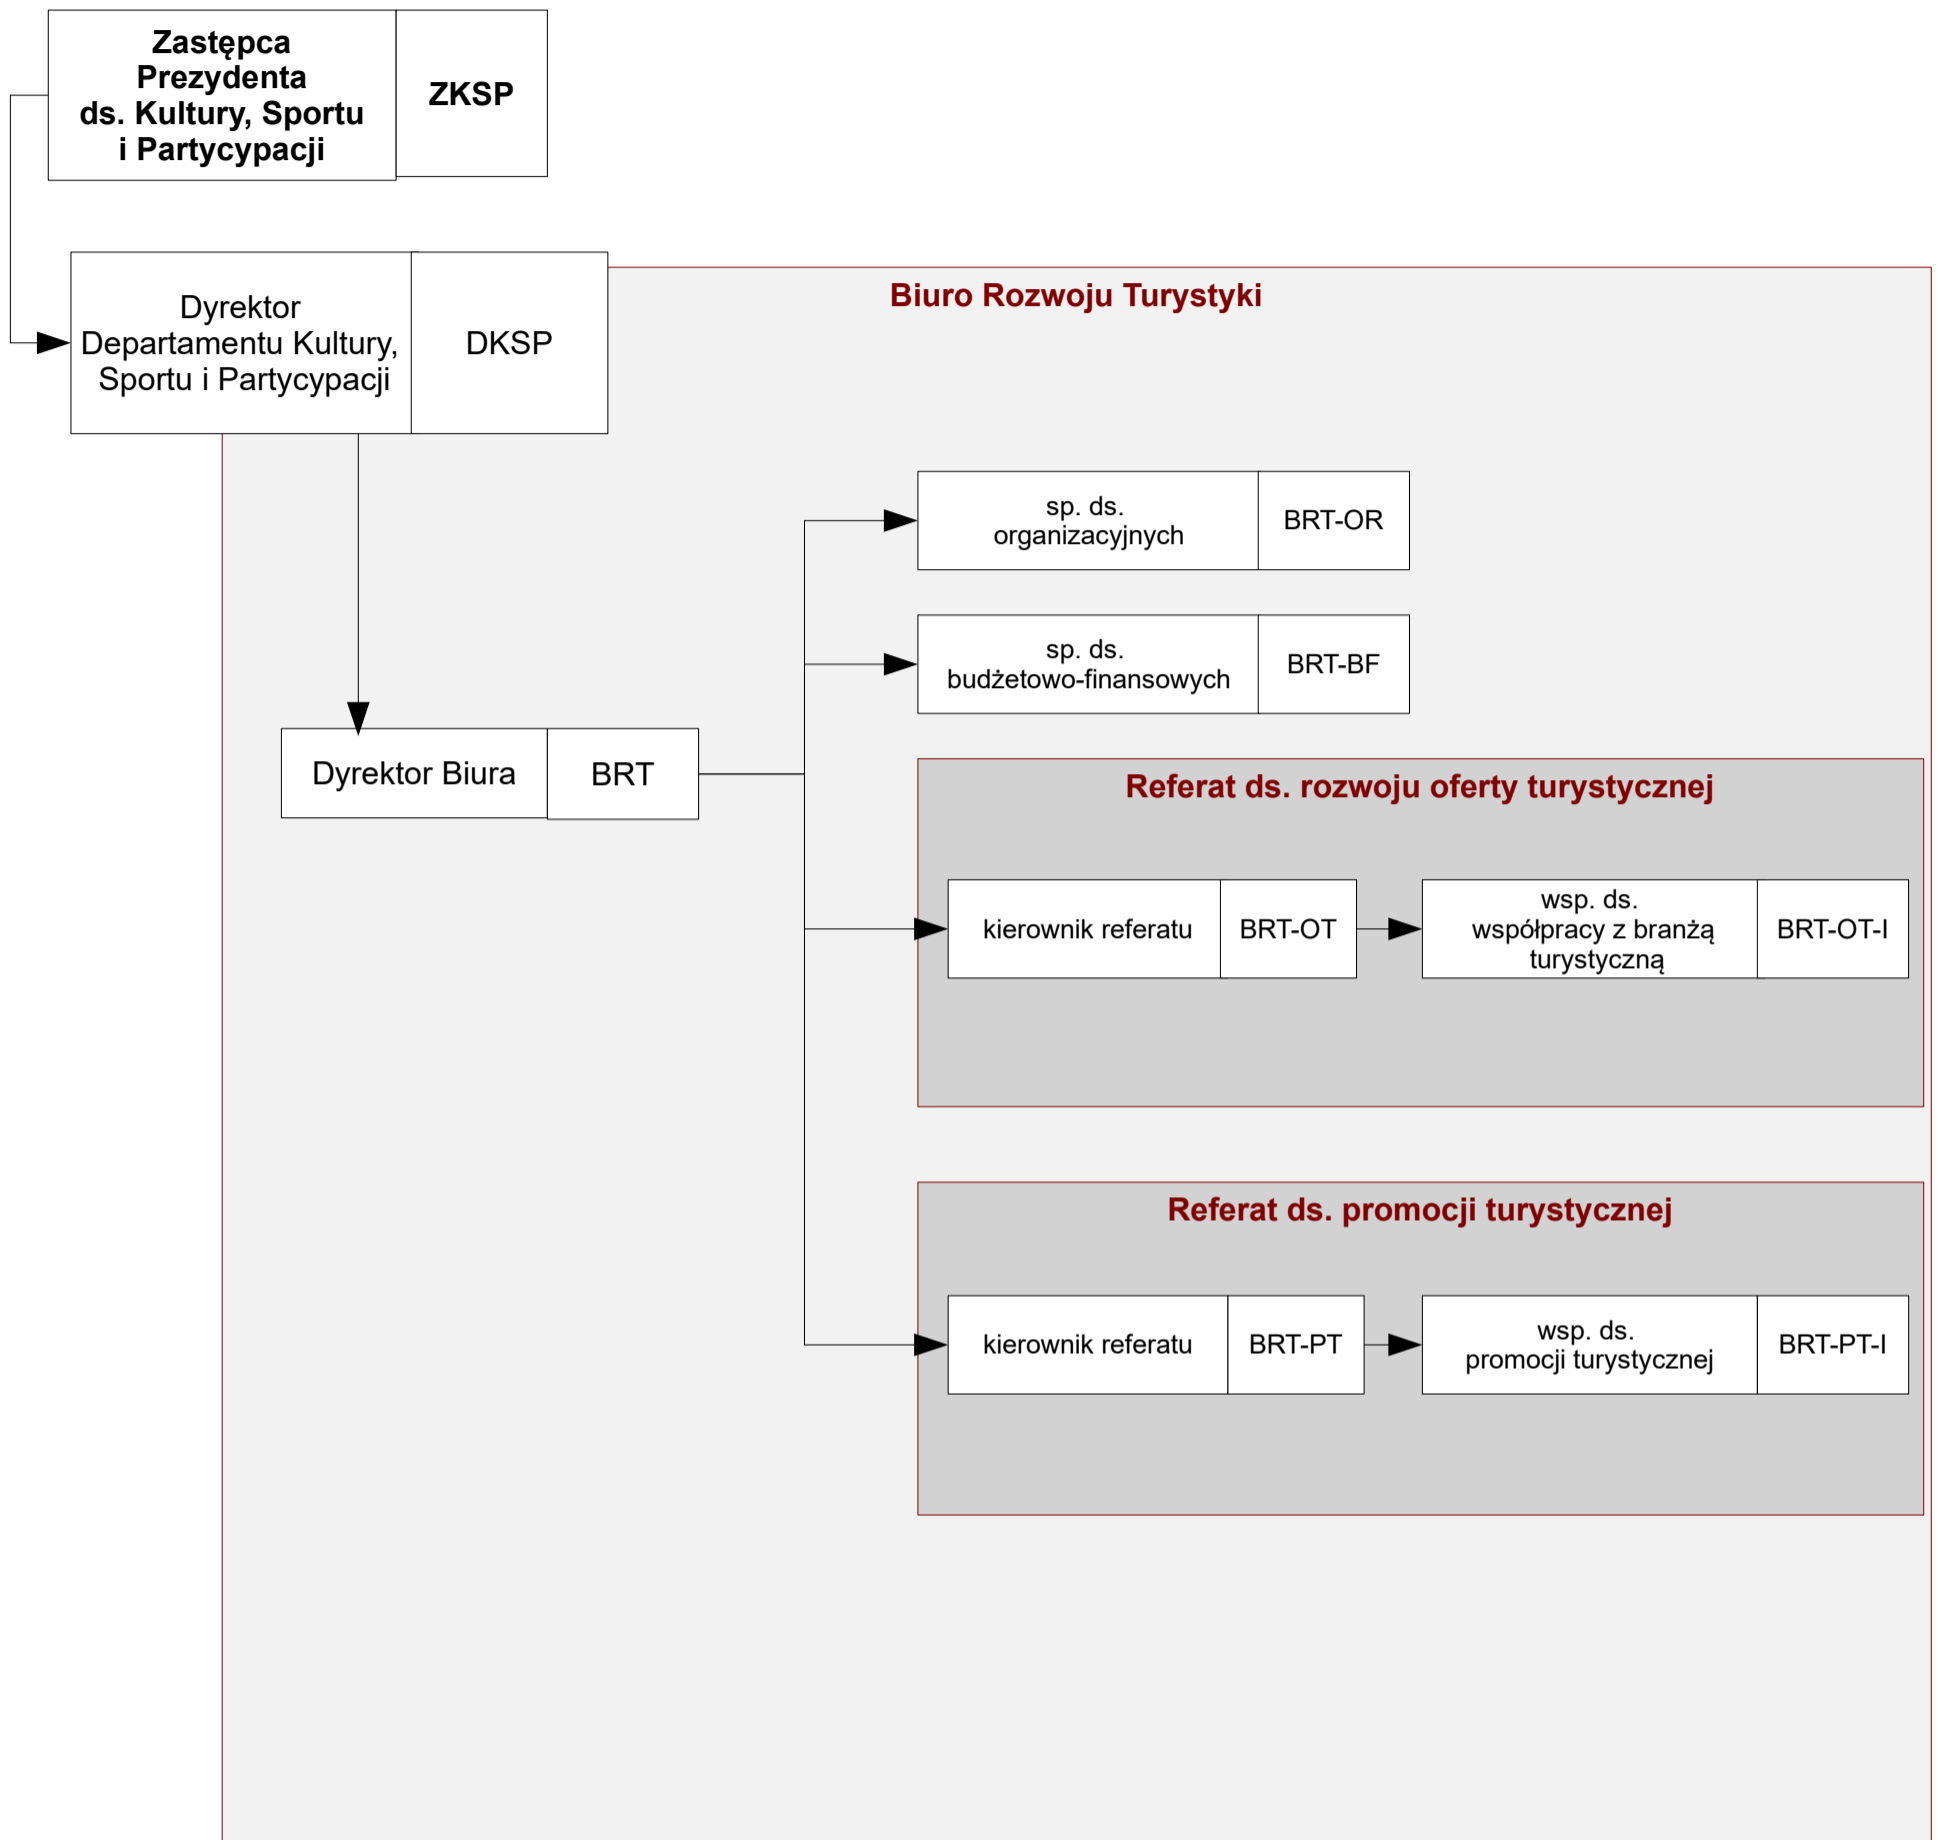 Zastępca
Prezydenta
ds. Kultury, Sportu
i Partycypacji
ZKSP
Dyrektor
Departamentu Kultury,
Sportu i Partycypacji
DKSP
Biuro Rozwoju Turystyki
sp. ds.
organizacyjnych
BRT-OR
sp. ds.
budżetowo-finansowych
BRT-BF
Dyrektor Biura
BRT
Referat ds. rozwoju oferty turystycznej
kierownik referatu
BRT-OT
wsp. ds.
współpracy z branżą
turystyczną
BRT-OT-I
Referat ds. promocji turystycznej
kierownik referatu
BRT-PT
wsp. ds.
promocji turystycznej
BRT-PT-I